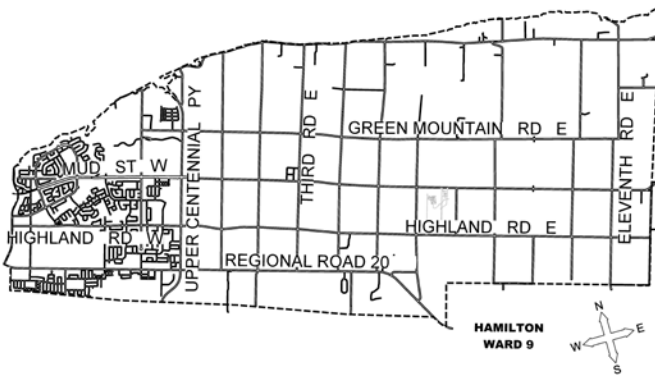 GREEN MOUNTAIN RD E
MUD ST W
UPPER CENTENNIAL PY
THIRD RD E
ELEVENTH RD E
HIGHLAND RD W
HIGHLAND RD E
REGIONAL ROAD 20
HAMILTON
WARD 9
N
E
W
S